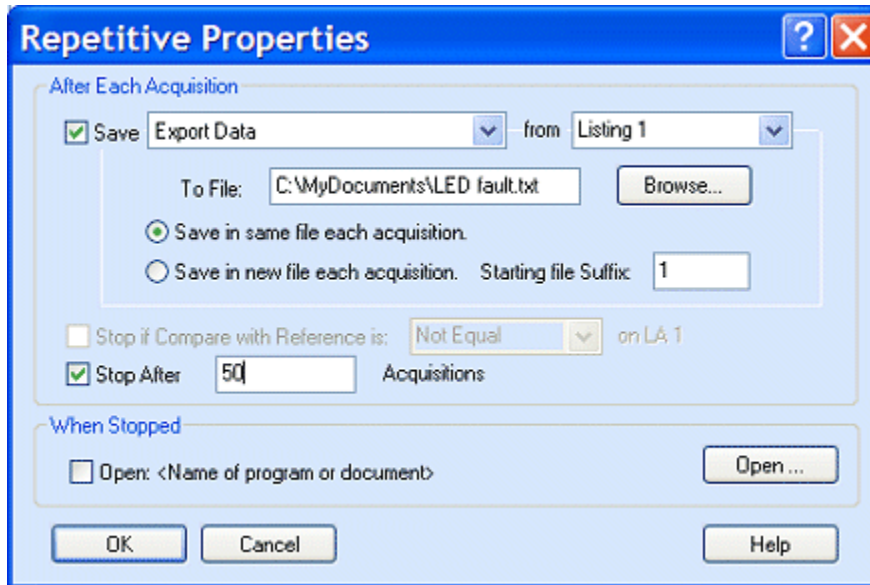 Repetitive Properties
After Each Acquisition
Save Export Data from Listing 1
To File: C:\MyDocuments\LED fault.txt Browse...
Save in same file each acquisition.
Save in new file each acquisition. Starting file Suffix: 1
Stop if Compare with Reference is: Not Equal on LA 1
Stop After 50 Acquisitions
When Stopped
Open: <Name of program or document> Open ...
OK Cancel Help